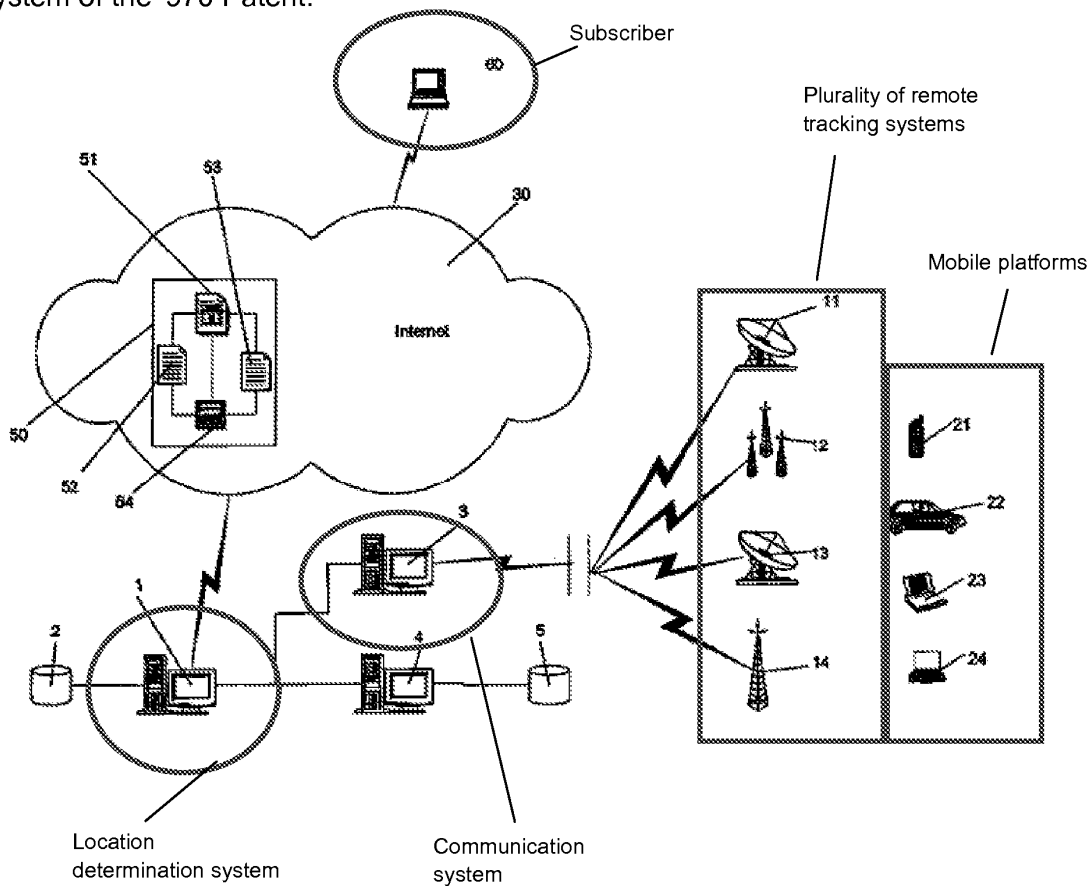 system of the '970 Patent.
Subscriber
60
Plurality of remote
tracking systems
51
53
30
Mobile platforms
11
Internet
50
52
54
12
21
22
3
13
23
1
2
4
5
14
24
Location
determination system
Communication
system